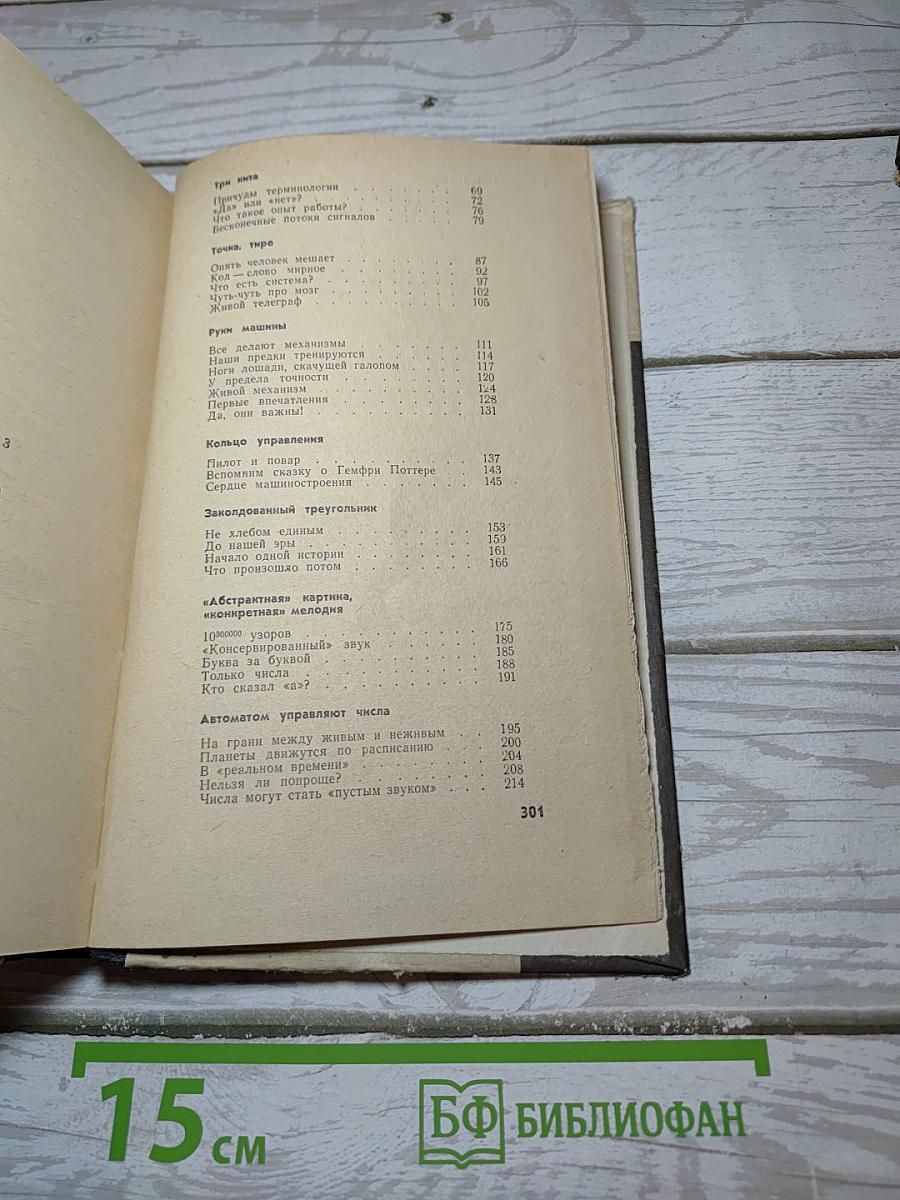 Три кита
Причуды терминологии . . . . . . . 69
«Да» или «нет»? . . . . . . . 72
Что такое опыт работы? . . . . . . . 76
Бесконечные потоки сигналов . . . . 79
Точка, тире
Опять человек мешает . . . . . . . 87
Код — слово мирное . . . . . . . 92
Что есть система? . . . . . . . 97
Чуть-чуть про мозг . . . . . . . 102
Живой телеграф . . . . . . . 105
Руки машины
Все делают механизмы . . . . . . . 111
Наши предки тренируются . . . . . . 114
Ноги лошади, скачущей галопом . . . . 117
У предела точности . . . . . . . 120
Живой механизм . . . . . . . 124
Первые впечатления . . . . . . . 128
Да, они важны! . . . . . . . 131
Кольцо управления
Пилот и повар . . . . . . . 137
Вспомним сказку о Гемфри Поттере . . 143
Сердце машиностроения . . . . . . . 145
Заколдованный треугольник
Не хлебом единым . . . . . . . 153
До нашей эры . . . . . . . 159
Начало одной истории . . . . . . . 161
Что произошло потом . . . . . . . 166
«Абстрактная» картина,
«конкретная» мелодия
10³⁰⁰⁰⁰⁰ узоров . . . . . . . 175
«Консервированный» звук . . . . . . 180
Буква за буквой . . . . . . . 185
Только числа . . . . . . . 188
Кто сказал «а»? . . . . . . . 191
Автоматом управляют числа
На грани между живым и неживым . . 195
Планеты движутся по расписанию . . . 200
В «реальном времени» . . . . . . . 204
Нельзя ли попроще? . . . . . . . 208
Числа могут стать «пустым звуком» . . . 214
301
15 см
БФ БИБЛИОФАН